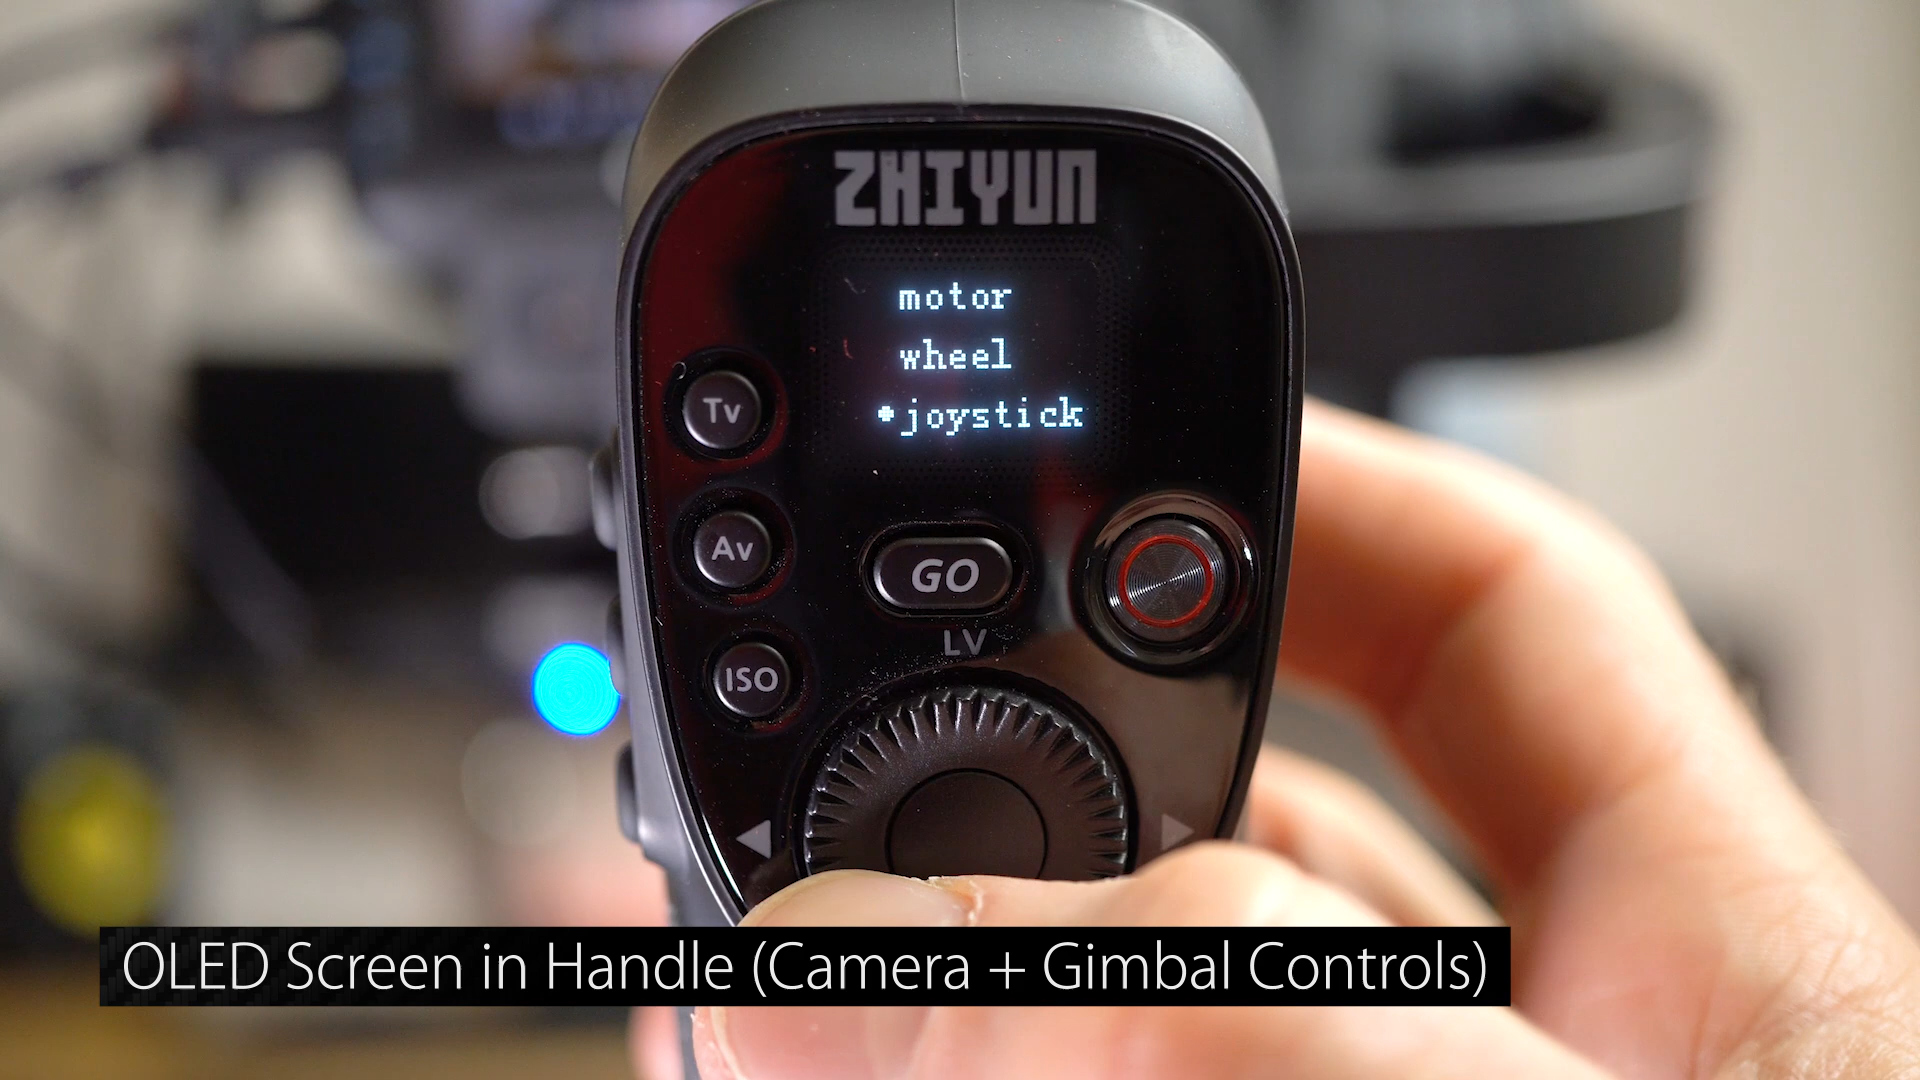 ZHIYUN
motor
wheel
•joystick
Tv
Av
GO
LV
ISO
OLED Screen in Handle (Camera + Gimbal Controls)